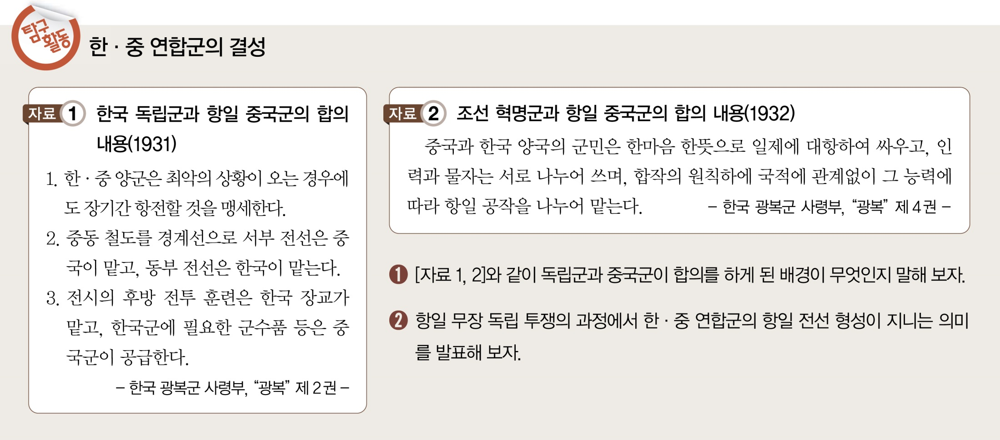 탐구
활동
한 · 중 연합군의 결성
자료 1 한국 독립군과 항일 중국군의 합의
내용(1931)
1. 한 · 중 양군은 최악의 상황이 오는 경우에
도 장기간 항전할 것을 맹세한다.
2. 중동 철도를 경계선으로 서부 전선은 중
국이 맡고, 동부 전선은 한국이 맡는다.
3. 전시의 후방 전투 훈련은 한국 장교가
맡고, 한국군에 필요한 군수품 등은 중
국군이 공급한다.
– 한국 광복군 사령부, “광복” 제2권 –
자료 2 조선 혁명군과 항일 중국군의 합의 내용(1932)
중국과 한국 양국의 군민은 한마음 한뜻으로 일제에 대항하여 싸우고, 인
력과 물자는 서로 나누어 쓰며, 합작의 원칙하에 국적에 관계없이 그 능력에
따라 항일 공작을 나누어 맡는다. – 한국 광복군 사령부, “광복” 제4권 –
❶ [자료 1, 2]와 같이 독립군과 중국군이 합의를 하게 된 배경이 무엇인지 말해 보자.
❷ 항일 무장 독립 투쟁의 과정에서 한 · 중 연합군의 항일 전선 형성이 지니는 의미
를 발표해 보자.